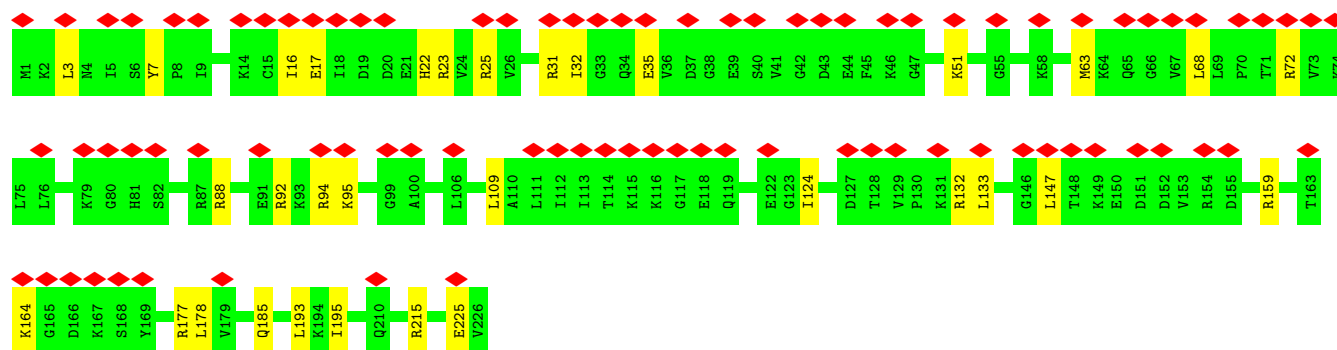 M1 K2 L3 N4 I5 S6 Y7 P8 I9 K14 C15 I16 E17 I18 D19 D20 E21 H22 R23 V24 R25 V26 R31 I32 G33 Q34 E35 V36 D37 G38 E39 S40 V41 G42 D43 E44 F45 K46 G47 K51 G55 K58 M63 K64 Q65 G66 V67 L68 L69 P70 T71 R72 V73 K74
L75 L76 K79 G80 H81 S82 R87 R88 E91 R92 K93 R94 K95 G99 A100 L106 L109 A110 L111 I112 I113 T114 K115 K116 G117 E118 Q119 E122 G123 I124 D127 T128 V129 P130 K131 R132 L133 G146 L147 T148 K149 E150 D151 D152 V153 R154 D155 R159 T163
K164 G165 D166 K167 S168 Y169 R177 L178 V179 Q185 L193 K194 I195 Q210 R215 E225 V226